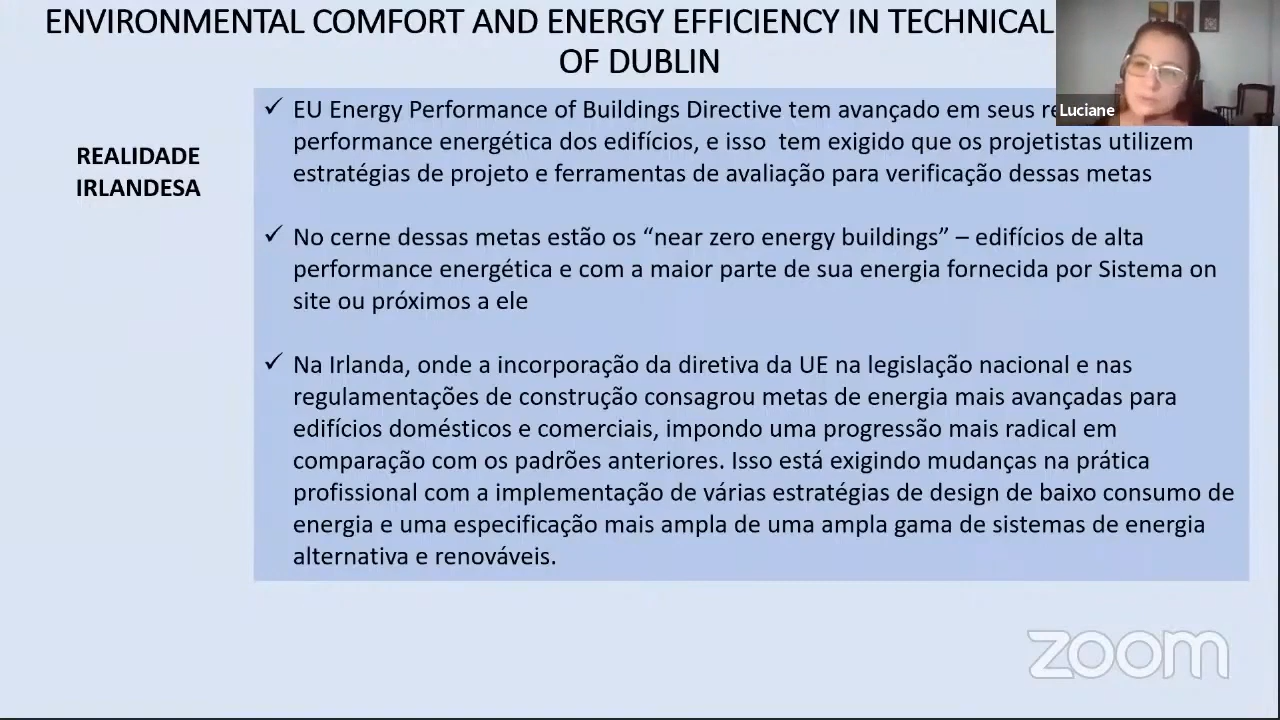 ENVIRONMENTAL COMFORT AND ENERGY EFFICIENCY IN TECHNICAL
OF DUBLIN
Luciane
REALIDADE
IRLANDESA
✓ EU Energy Performance of Buildings Directive tem avançado em seus
performance energética dos edifícios, e isso tem exigido que os projetistas utilizem
estratégias de projeto e ferramentas de avaliação para verificação dessas metas
✓ No cerne dessas metas estão os “near zero energy buildings” – edifícios de alta
performance energética e com a maior parte de sua energia fornecida por Sistema on
site ou próximos a ele
✓ Na Irlanda, onde a incorporação da diretiva da UE na legislação nacional e nas
regulamentações de construção consagrou metas de energia mais avançadas para
edifícios domésticos e comerciais, impondo uma progressão mais radical em
comparação com os padrões anteriores. Isso está exigindo mudanças na prática
profissional com a implementação de várias estratégias de design de baixo consumo de
energia e uma especificação mais ampla de uma ampla gama de sistemas de energia
alternativa e renováveis.
zoom